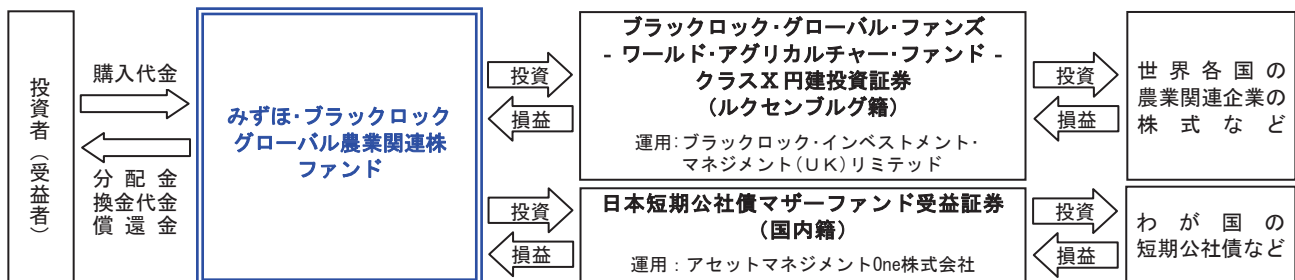 投資者（受益者）
購入代金
分配金
換金代金
償還金
みずほ・ブラックロック
グローバル農業関連株
ファンド
投資
損益
投資
損益
ブラックロック・グローバル・ファンズ
- ワールド・アグリカルチャー・ファンド -
クラスＸ 円建投資証券
（ルクセンブルグ籍）
運用：ブラックロック・インベストメント・
マネジメント（ＵＫ）リミテッド
日本短期公社債マザーファンド受益証券
（国内籍）
運用：アセットマネジメントOne株式会社
投資
損益
投資
損益
世界各国の
農業関連企業の
株式など
わが国の
短期公社債など